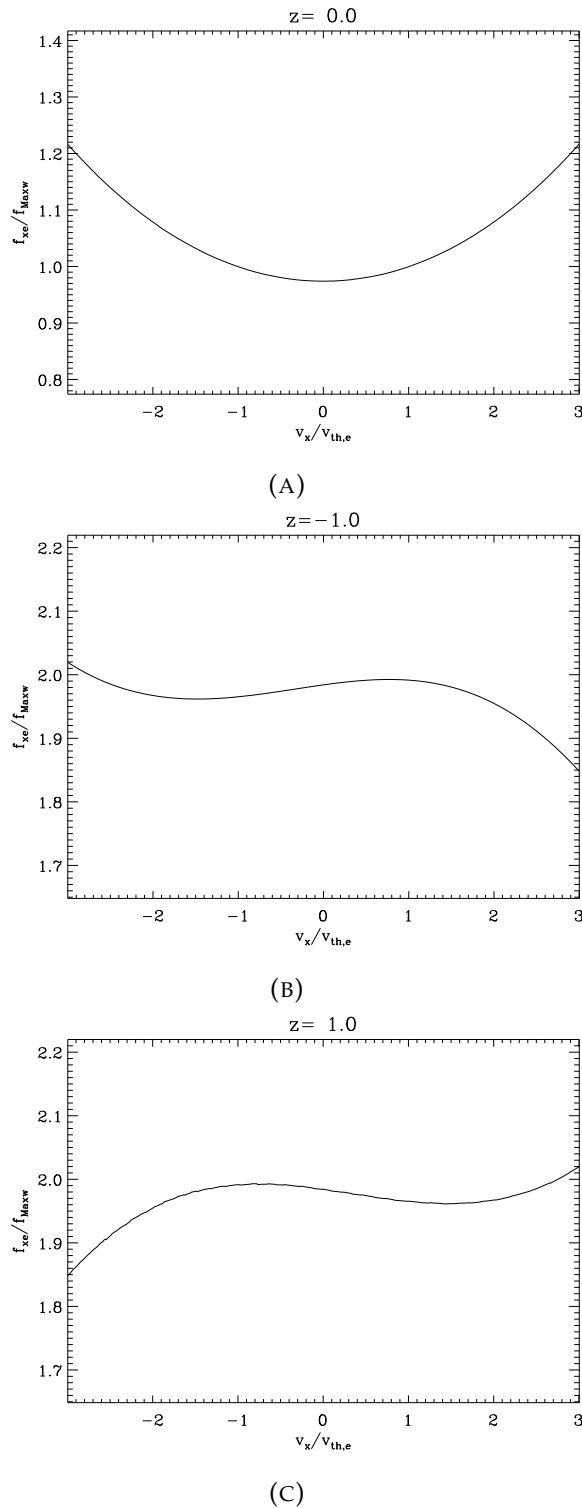 z= 0.0
1.4
1.3
1.2
1.1
1.0
0.9
0.8
f_xe/f_Maxw
-2 -1 0 1 2 3
v_x/v_th,e
(A)
z=-1.0
2.2
2.1
2.0
1.9
1.8
1.7
f_xe/f_Maxw
-2 -1 0 1 2 3
v_x/v_th,e
(B)
z= 1.0
2.2
2.1
2.0
1.9
1.8
1.7
f_xe/f_Maxw
-2 -1 0 1 2 3
v_x/v_th,e
(C)